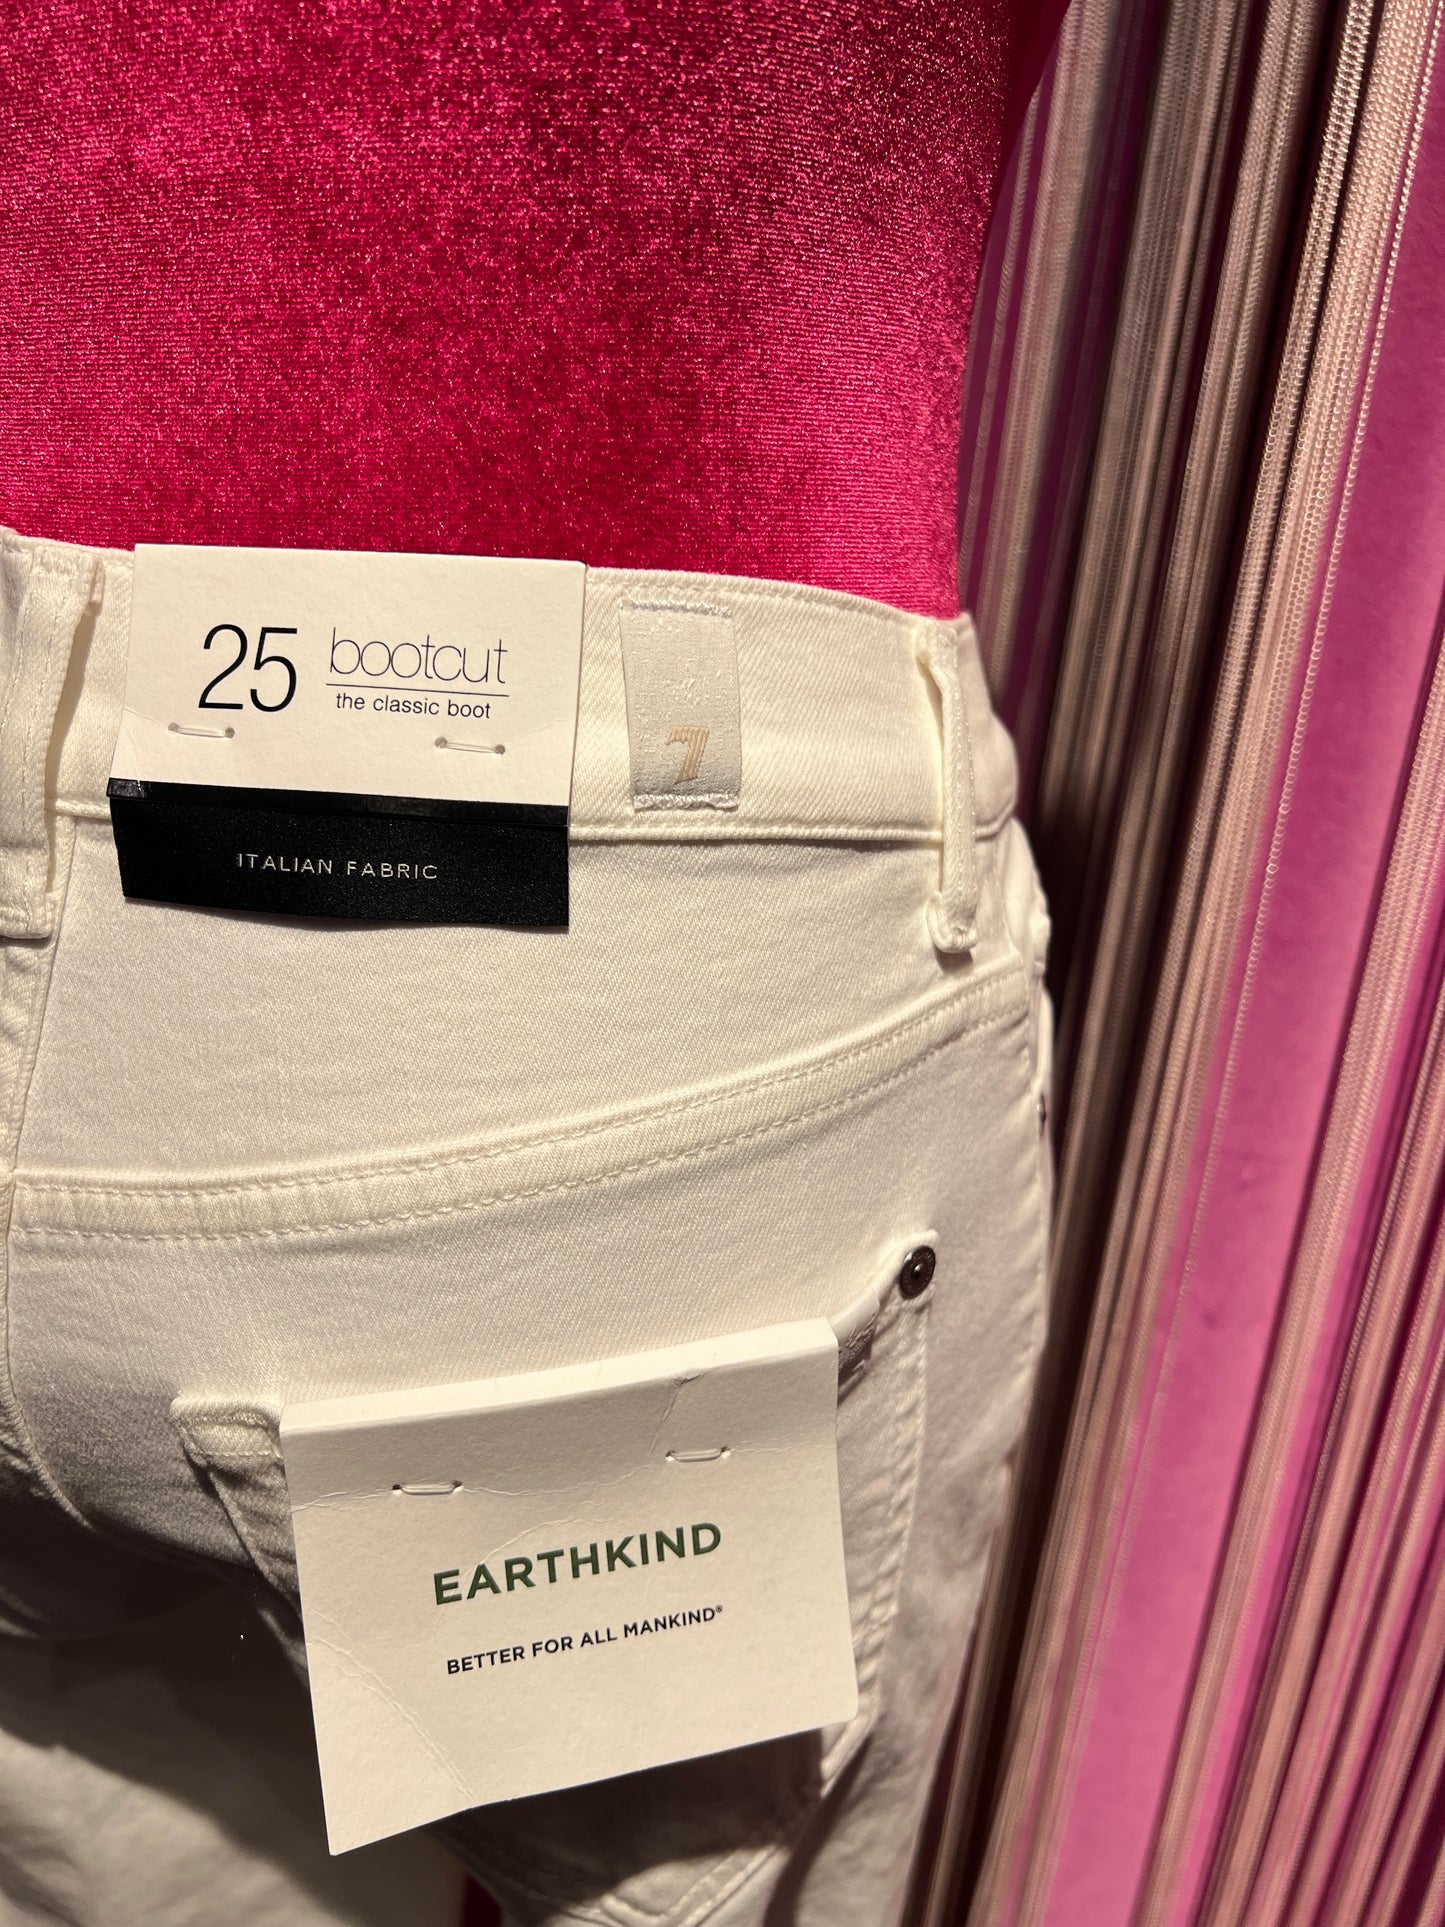 25 bootcut
the classic boot
7
ITALIAN FABRIC
EARTHKIND
BETTER FOR ALL MANKIND®